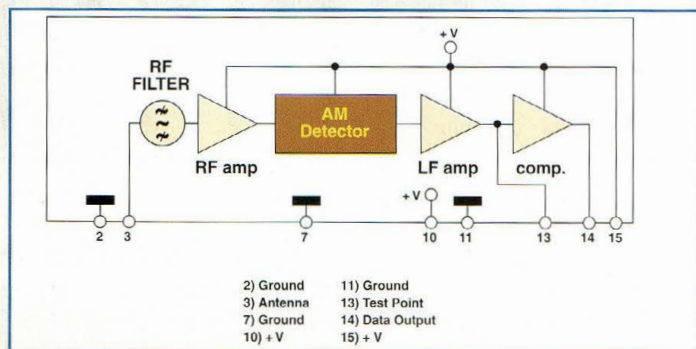 + V
RF
FILTER
AM
Detector
RF amp
LF amp
comp.
+ V
2
3
7
10
11
13
14
15
2) Ground
3) Antenna
7) Ground
10) + V
11) Ground
13) Test Point
14) Data Output
15) + V